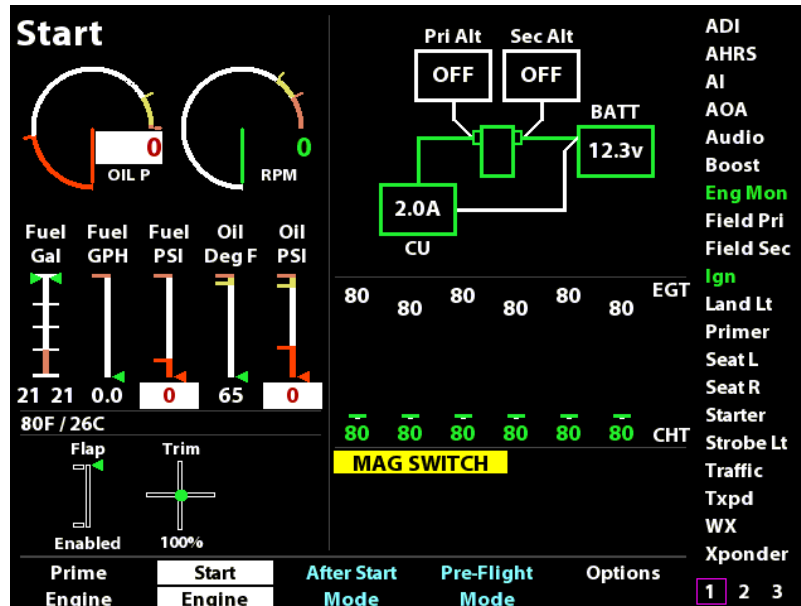 Start
0
OIL P
0
RPM
Fuel Fuel Fuel Oil Oil
Gal GPH PSI Deg F PSI
21 21 0.0 0 65 0
80F / 26C
Flap Trim
Enabled 100%
Pri Alt Sec Alt
OFF OFF
BATT
12.3v
2.0A
CU
80 80 80 80 80 80 EGT
80 80 80 80 80 80 CHT
MAG SWITCH
ADI
AHRS
AI
AOA
Audio
Boost
Eng Mon
Field Pri
Field Sec
Ign
Land Lt
Primer
Seat L
Seat R
Starter
Strobe Lt
Traffic
Txpd
WX
Xponder
Prime Start After Start Pre-Flight Options
Engine Engine Mode Mode
1 2 3